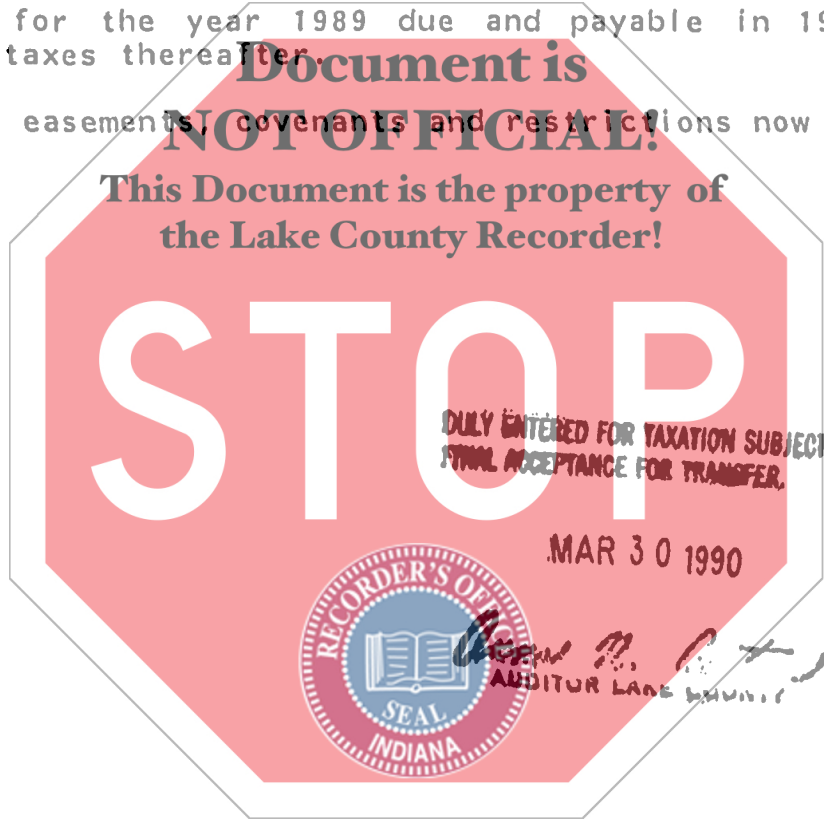 for the year 1989 due and payable in 19
taxes thereafter.
Document is
easements, covenants and restrictions now
NOT OFFICIAL!
This Document is the property of
the Lake County Recorder!
STOP
DULY ENTERED FOR TAXATION SUBJECT
FINAL ACCEPTANCE FOR TRANSFER.
MAR 30 1990
AUDITOR LAKE COUNTY
RECORDER'S OFFICE
SEAL
INDIANA